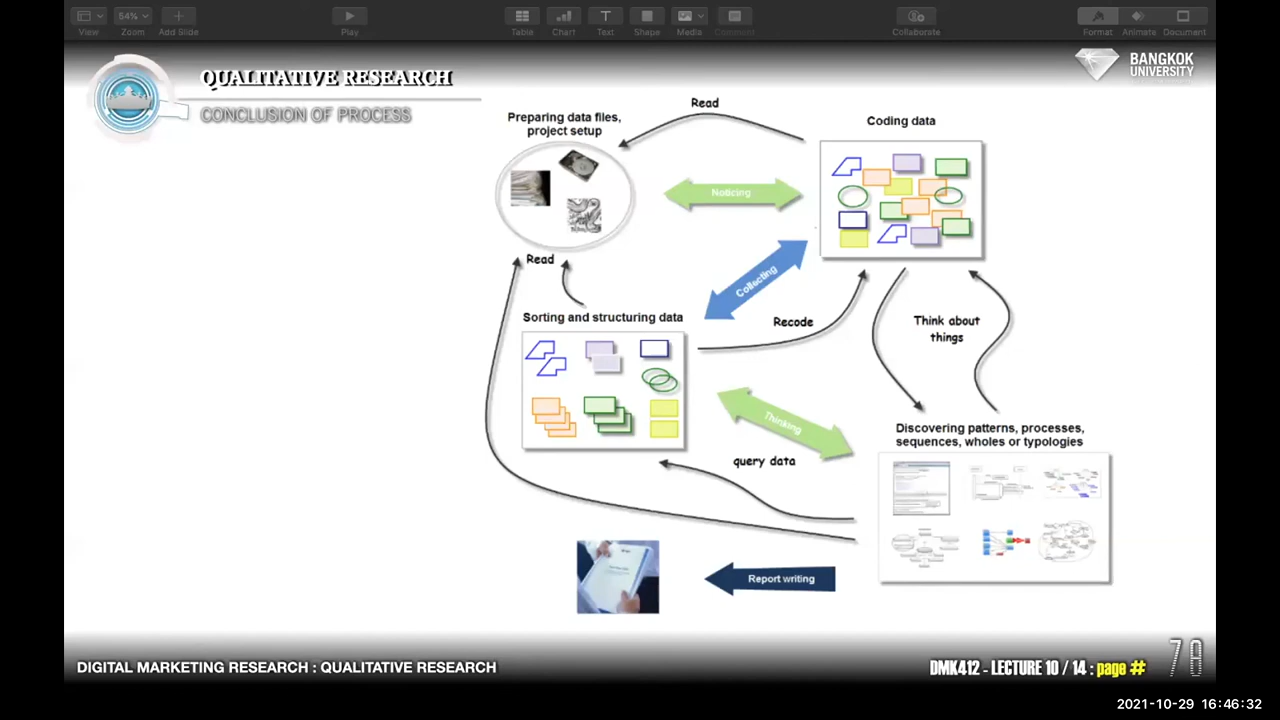 54%
View
Zoom
Add Slide
Play
Table
Chart
Text
Shape
Media
Comment
Collaborate
Format
Animate
Document
QUALITATIVE RESEARCH
CONCLUSION OF PROCESS
BANGKOK
UNIVERSITY
Read
Preparing data files,
project setup
Coding data
Noticing
Read
Collecting
Sorting and structuring data
Recode
Think about
things
Thinking
Discovering patterns, processes,
sequences, wholes or typologies
query data
Report writing
DIGITAL MARKETING RESEARCH : QUALITATIVE RESEARCH
DMK412 - LECTURE 10 / 14 : page #
78
2021-10-29 16:46:32